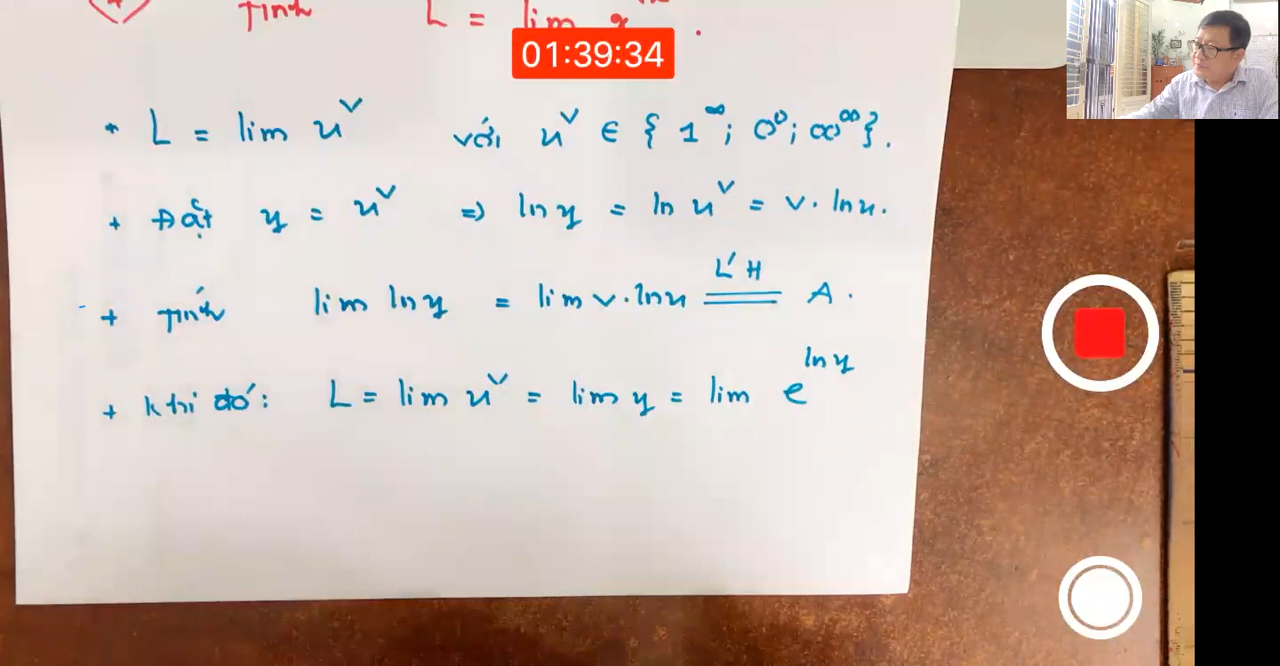 Tính L = lim x
01:39:34
* L = lim u^v với u^v ∈ { 1^∞; 0^0; ∞^∞}.
+ Đặt y = u^v => ln y = ln u^v = v. ln u.
+ Tính lim ln y = lim v. ln u =(L'H) A.
+ Khi đó: L = lim u^v = lim y = lim e^(ln y)